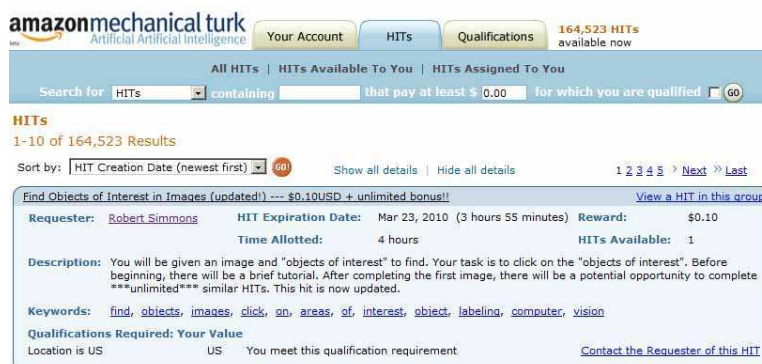 amazonmechanical turk
beta
Artificial Artificial Intelligence
Your Account
HITs
Qualifications
164,523 HITs
available now
All HITs | HITs Available To You | HITs Assigned To You
Search for HITs containing that pay at least $ 0.00 for which you are qualified GO
HITs
1-10 of 164,523 Results
Sort by: HIT Creation Date (newest first) GO! Show all details | Hide all details 1 2 3 4 5 › Next » Last
Find Objects of Interest in Images (updated!) --- $0.10USD + unlimited bonus!! View a HIT in this group
Requester: Robert Simmons HIT Expiration Date: Mar 23, 2010 (3 hours 55 minutes) Reward: $0.10
Time Allotted: 4 hours HITs Available: 1
Description: You will be given an image and "objects of interest" to find. Your task is to click on the "objects of interest". Before
beginning, there will be a brief tutorial. After completing the first image, there will be a potential opportunity to complete
***unlimited*** similar HITs. This hit is now updated.
Keywords: find, objects, images, click, on, areas, of, interest, object, labeling, computer, vision
Qualifications Required: Your Value
Location is US US You meet this qualification requirement Contact the Requester of this HIT